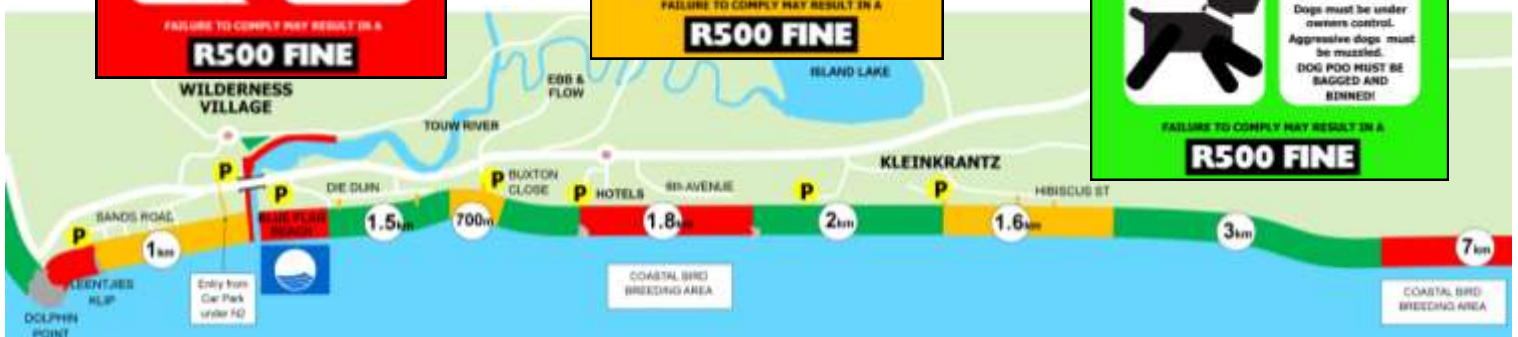 FAILURE TO COMPLY MAY RESULT IN A
R500 FINE
FAILURE TO COMPLY MAY RESULT IN A
R500 FINE
Dogs must be under
owners control.
Aggressive dogs must
be muzzled.
DOG POO MUST BE
BAGGED AND
BINNED!
FAILURE TO COMPLY MAY RESULT IN A
R500 FINE
WILDERNESS
VILLAGE
EBB &
FLOW
ISLAND LAKE
TOUW RIVER
KLEINKRANTZ
P
P
DIE DUIN
P
BUXTON
CLOSE
P
HOTELS
6th AVENUE
P
P
HIBISCUS ST
SANDS ROAD
P
BLUE FLAG
BEACH
1km
1.5km
700m
1.8km
2km
1.6km
3km
7km
LEENTJIES
KLIP
DOLPHIN
POINT
Entry from
Car Park
under N2
COASTAL BIRD
BREEDING AREA
COASTAL BIRD
BREEDING AREA